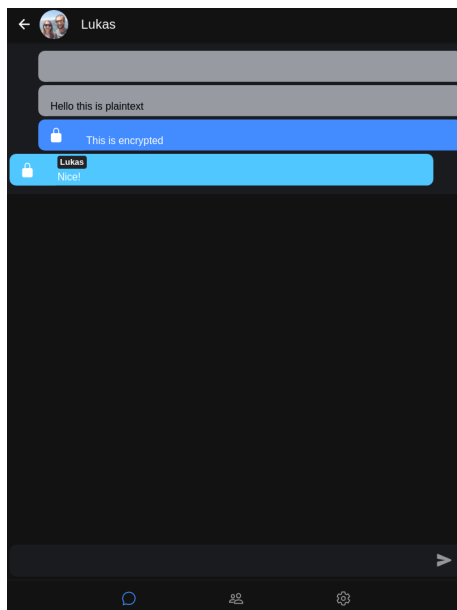 Lukas
Hello this is plaintext
This is encrypted
Lukas
Nice!